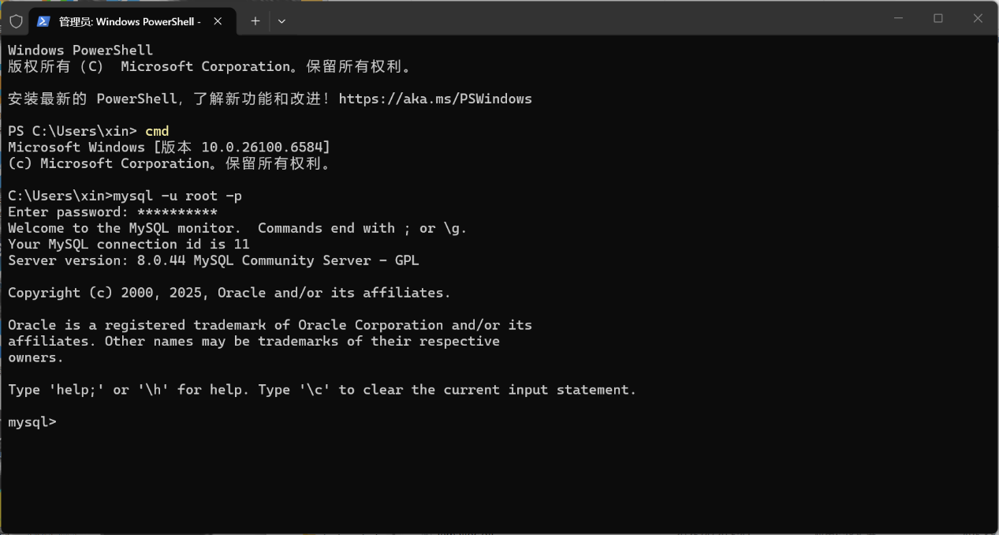 管理员: Windows PowerShell -
Windows PowerShell
版权所有 (C)  Microsoft Corporation。保留所有权利。
安装最新的 PowerShell,了解新功能和改进!https://aka.ms/PSWindows
PS C:\Users\xin> cmd
Microsoft Windows [版本 10.0.26100.6584]
(c) Microsoft Corporation。保留所有权利。
C:\Users\xin>mysql -u root -p
Enter password: **********
Welcome to the MySQL monitor.  Commands end with ; or \g.
Your MySQL connection id is 11
Server version: 8.0.44 MySQL Community Server - GPL
Copyright (c) 2000, 2025, Oracle and/or its affiliates.
Oracle is a registered trademark of Oracle Corporation and/or its
affiliates. Other names may be trademarks of their respective
owners.
Type 'help;' or '\h' for help. Type '\c' to clear the current input statement.
mysql>